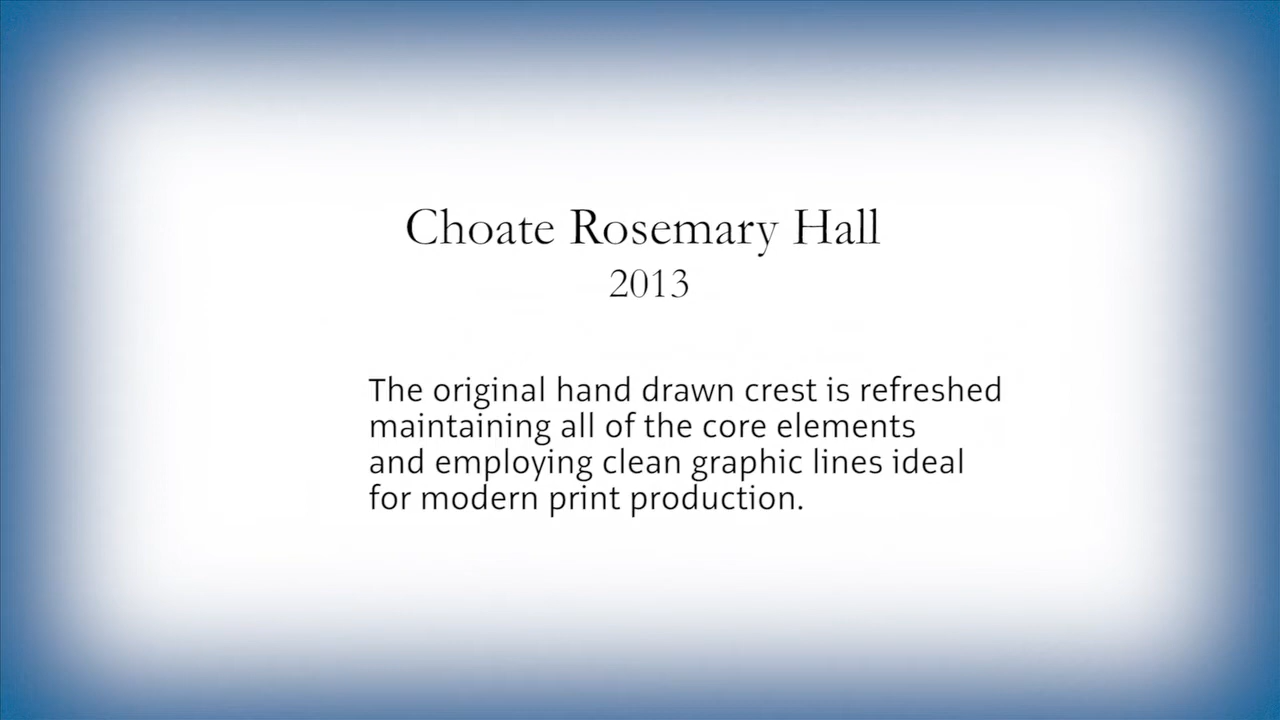 Choate Rosemary Hall
2013
The original hand drawn crest is refreshed
maintaining all of the core elements
and employing clean graphic lines ideal
for modern print production.